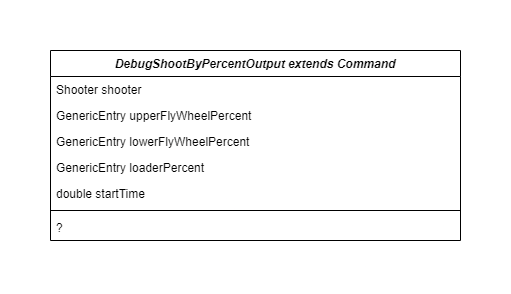 DebugShootByPercentOutput extends Command
Shooter shooter
GenericEntry upperFlyWheelPercent
GenericEntry lowerFlyWheelPercent
GenericEntry loaderPercent
double startTime
?